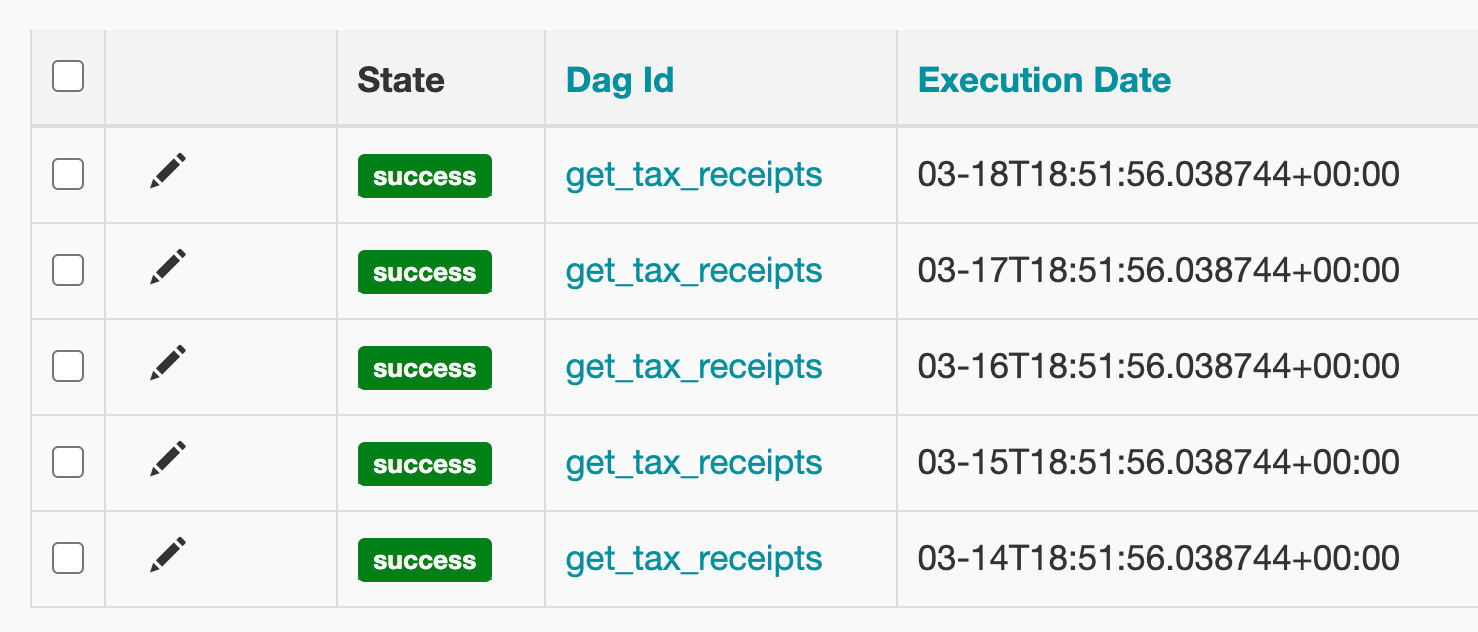 State Dag Id Execution Date
success get_tax_receipts 03-18T18:51:56.038744+00:00
success get_tax_receipts 03-17T18:51:56.038744+00:00
success get_tax_receipts 03-16T18:51:56.038744+00:00
success get_tax_receipts 03-15T18:51:56.038744+00:00
success get_tax_receipts 03-14T18:51:56.038744+00:00